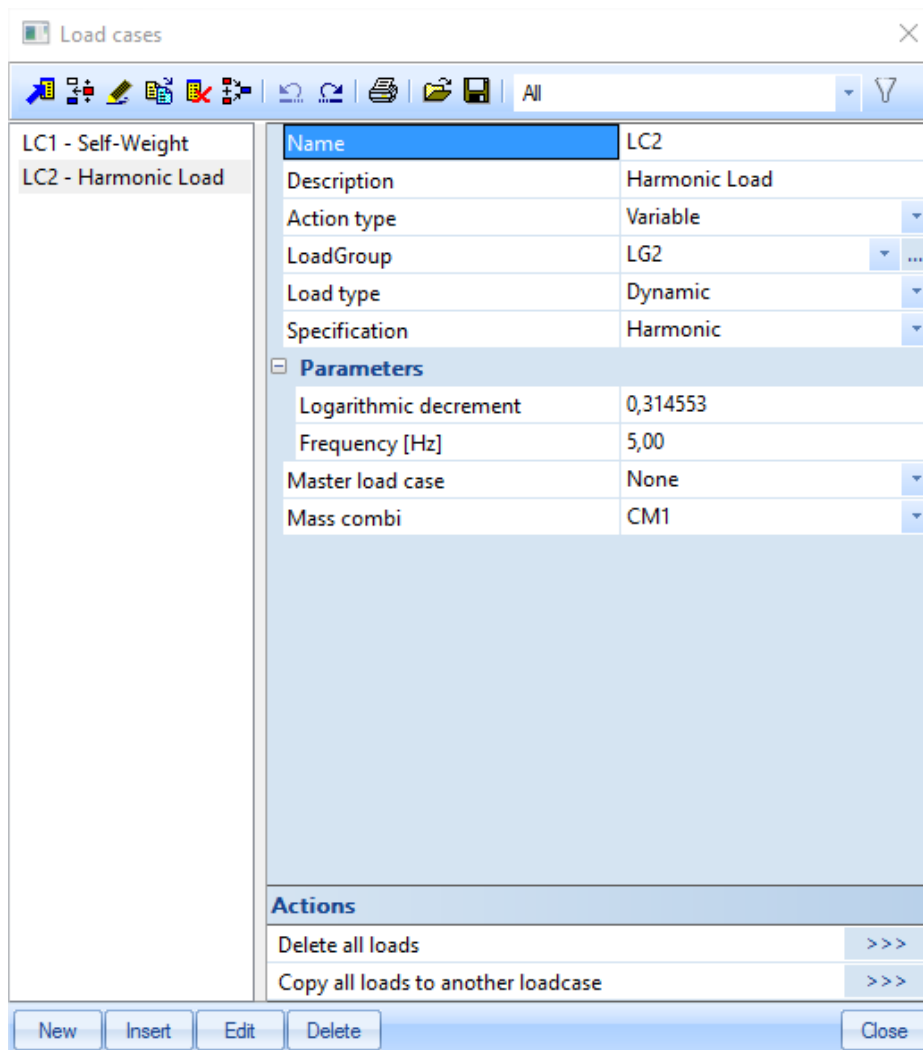 Load cases
All
LC1 - Self-Weight
LC2 - Harmonic Load
Name LC2
Description Harmonic Load
Action type Variable
LoadGroup LG2 ...
Load type Dynamic
Specification Harmonic
Parameters
Logarithmic decrement 0,314553
Frequency [Hz] 5,00
Master load case None
Mass combi CM1
Actions
Delete all loads >>>
Copy all loads to another loadcase >>>
New Insert Edit Delete Close